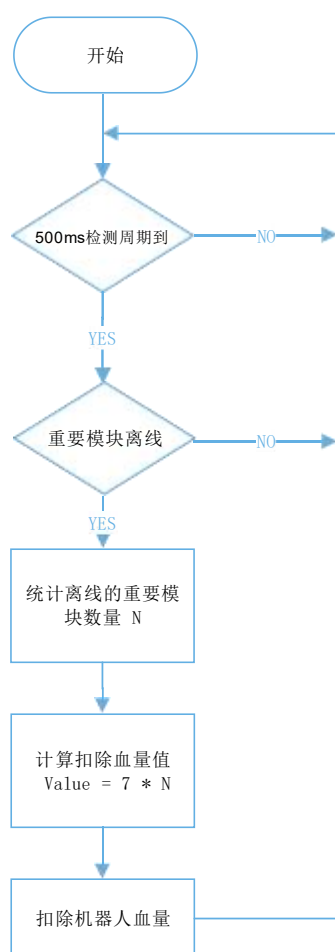 开始
500ms检测周期到
NO
YES
重要模块离线
NO
YES
统计离线的重要模
块数量 N
计算扣除血量值
Value = 7 * N
扣除机器人血量